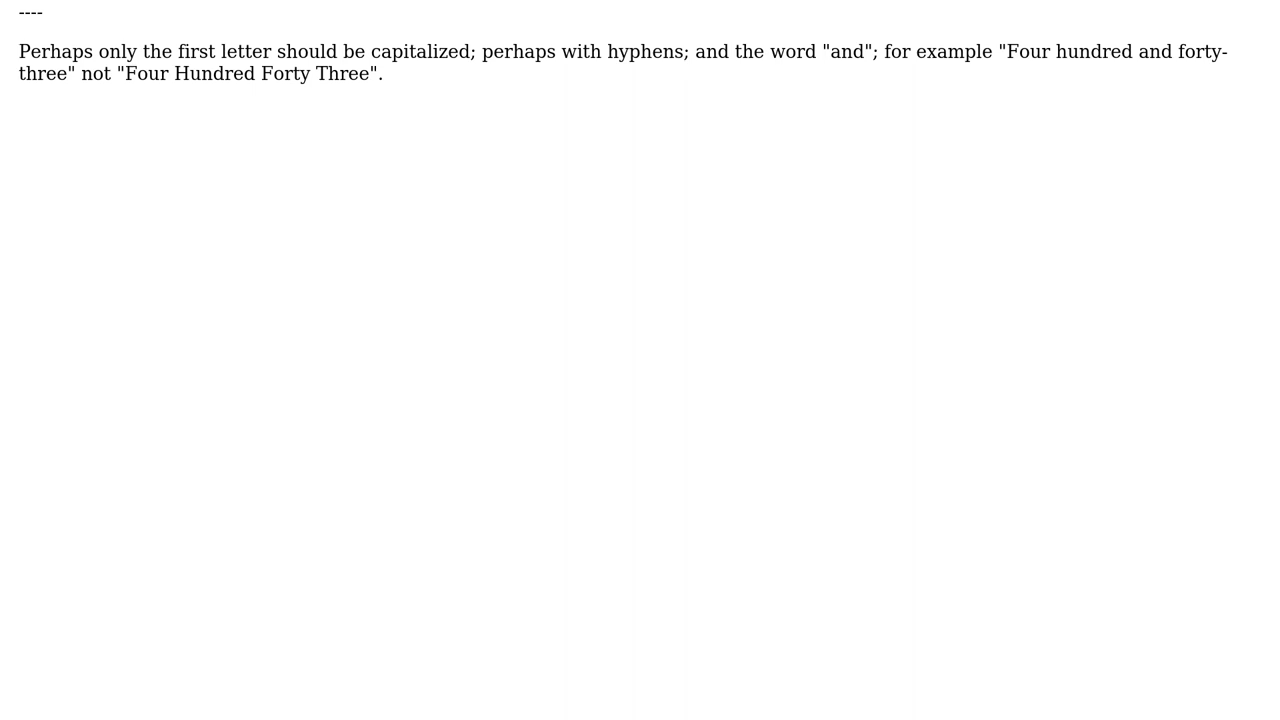 ----
Perhaps only the first letter should be capitalized; perhaps with hyphens; and the word "and"; for example "Four hundred and forty-
three" not "Four Hundred Forty Three".